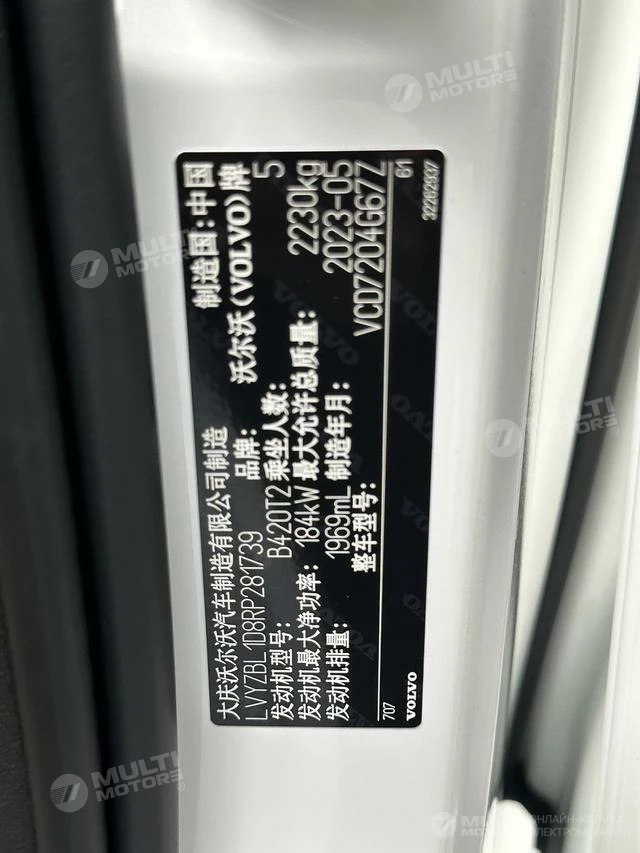 大庆沃尔沃汽车制造有限公司制造 制造国:中国
LVYZBL1D8RP281739 品牌: 沃尔沃(VOLVO)牌
发动机型号: B420T2 乘坐人数: 5
发动机最大净功率: 184kW 最大允许总质量: 2230kg
发动机排量: 1969mL 制造年月: 2023-05
整车型号: VCD7204G67Z
707 61
VOLVO 32262937
MULTI MOTORS
MULTI MOTORS
MULTI MOTORS
MULTI MOTORS
MULTI MOTORS